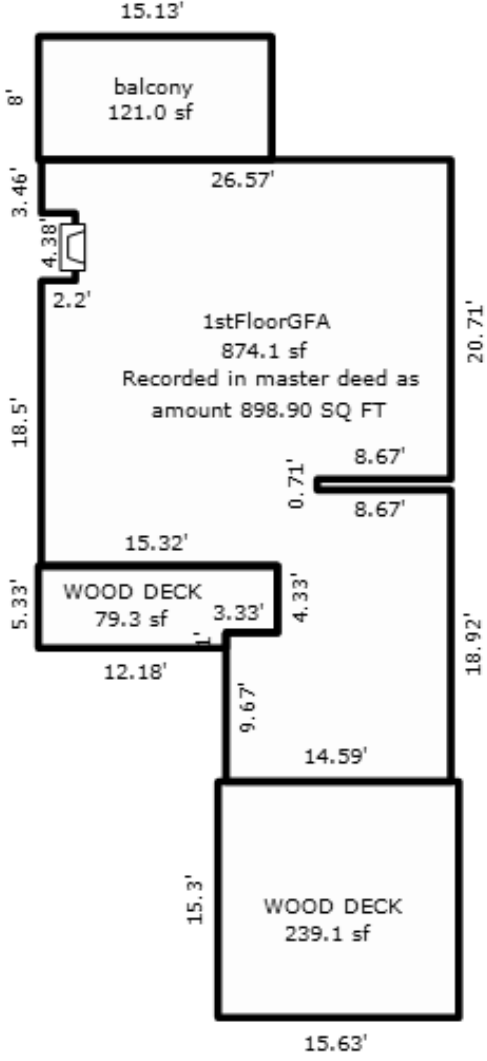 15.13'
8'
balcony
121.0 sf
26.57'
3.46'
4.38'
2.2'
1stFloorGFA
874.1 sf
Recorded in master deed as
amount 898.90 SQ FT
20.71'
18.5'
8.67'
0.71'
8.67'
15.32'
5.33'
WOOD DECK
79.3 sf
3.33'
4.33'
1'
12.18'
18.92'
9.67'
14.59'
15.3'
WOOD DECK
239.1 sf
15.63'